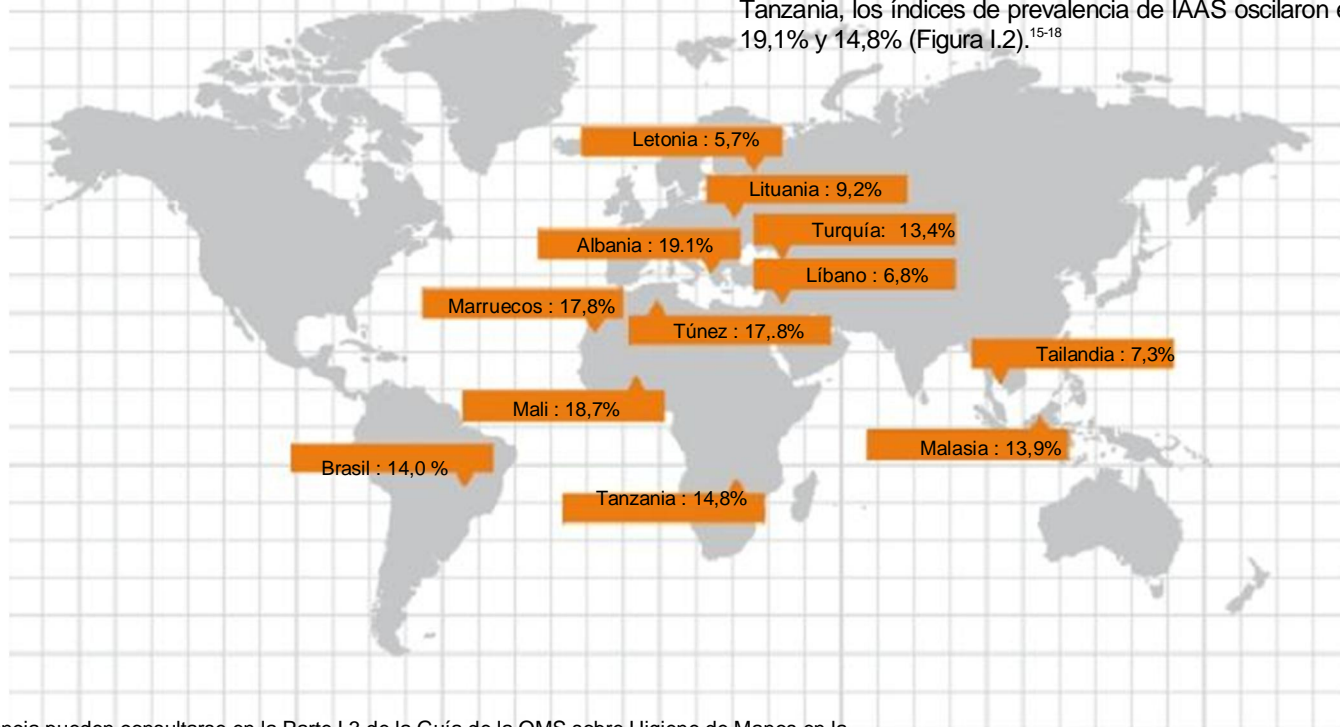 Tanzania, los índices de prevalencia de IAAS oscilaron
19,1% y 14,8% (Figura I.2).15-18
Letonia : 5,7%
Lituania : 9,2%
Turquía: 13,4%
Albania : 19.1%
Líbano : 6,8%
Marruecos : 17,8%
Túnez : 17,.8%
Tailandia : 7,3%
Mali : 18,7%
Malasia : 13,9%
Brasil : 14,0 %
Tanzania : 14,8%
pueden consultarse en la Parte I.3 de la Guía de la OMS sobre Higiene de Manos en la